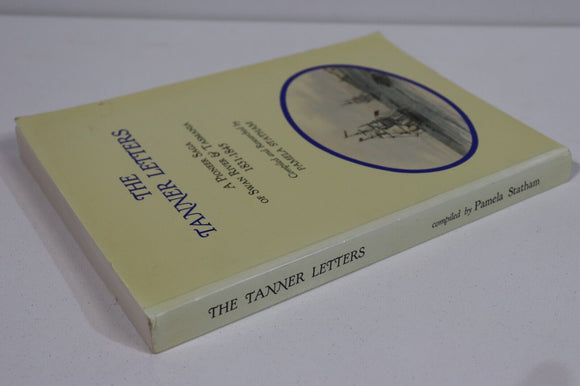 THE
TANNER LETTERS
A PIONEER SAGA
OF SWAN RIVER & TASMANIA
1831-1845
Compiled and Researched by
PAMELA STATHAM
THE TANNER LETTERS
compiled by Pamela Statham